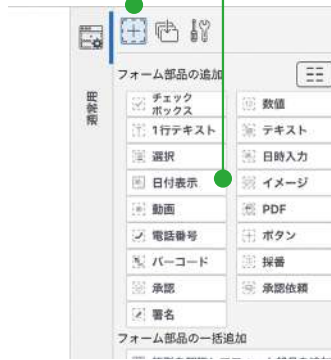 フォーム部品の追加
チェック
ボックス
数値
1行テキスト
テキスト
選択
日時入力
日付表示
イメージ
動画
PDF
電話番号
ボタン
バーコード
採番
承認
承認依頼
署名
フォーム部品の一括追加